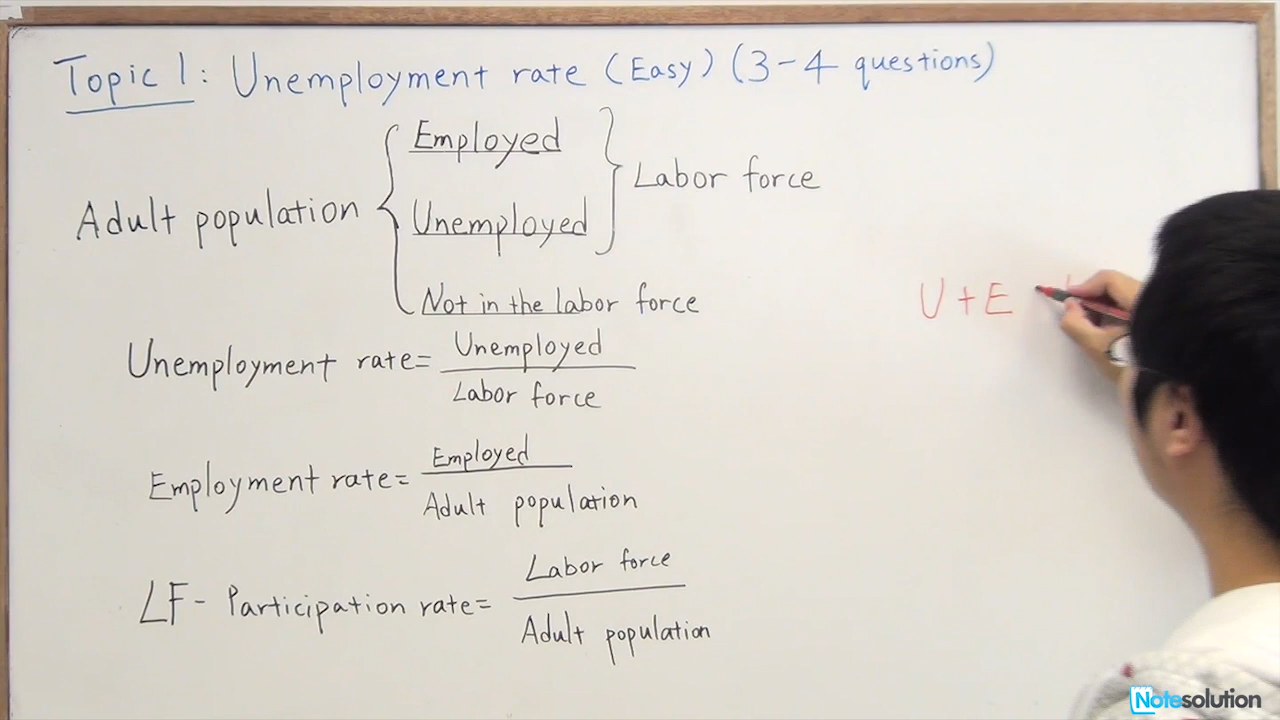 Topic 1: Unemployment rate (Easy) (3-4 questions)
Employed
Labor force
Adult population
Unemployed
Not in the labor force
U+E
Unemployment rate= Unemployed
Labor force
Employment rate= Employed
Adult population
LF- Participation rate= Labor force
Adult population
Notesolution